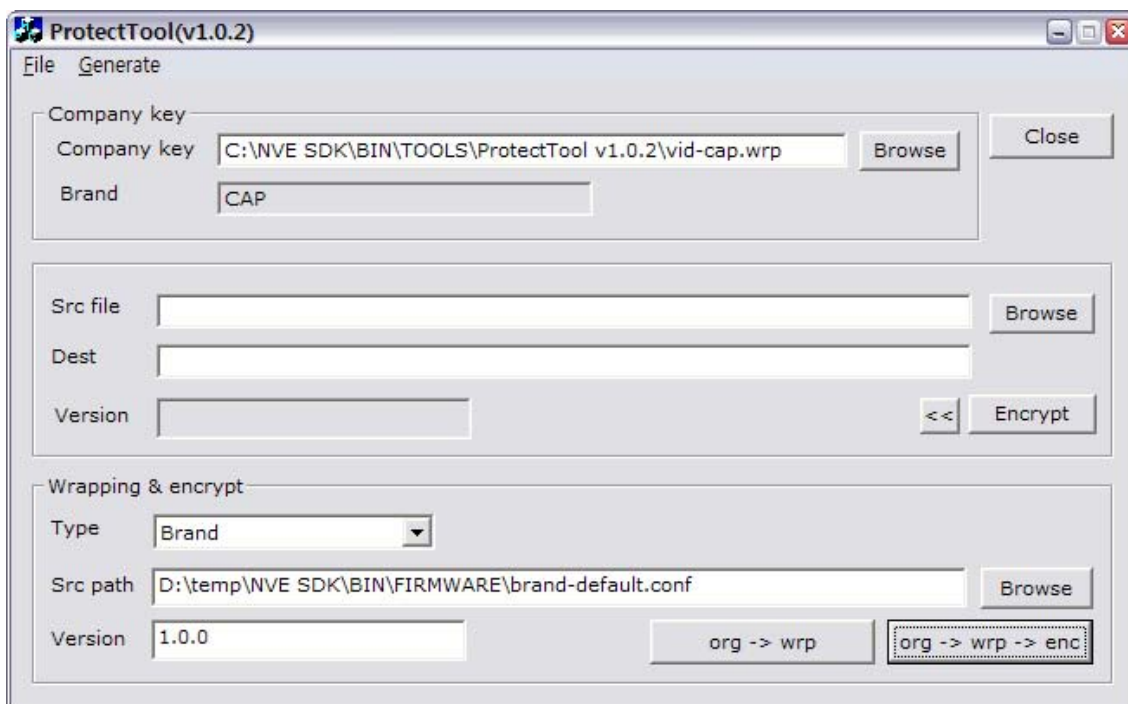 ProtectTool(v1.0.2)
File Generate
Company key
Company key C:\NVE SDK\BIN\TOOLS\ProtectTool v1.0.2\vid-cap.wrp Browse Close
Brand CAP
Src file Browse
Dest
Version << Encrypt
Wrapping & encrypt
Type Brand
Src path D:\temp\NVE SDK\BIN\FIRMWARE\brand-default.conf Browse
Version 1.0.0 org -> wrp org -> wrp -> enc